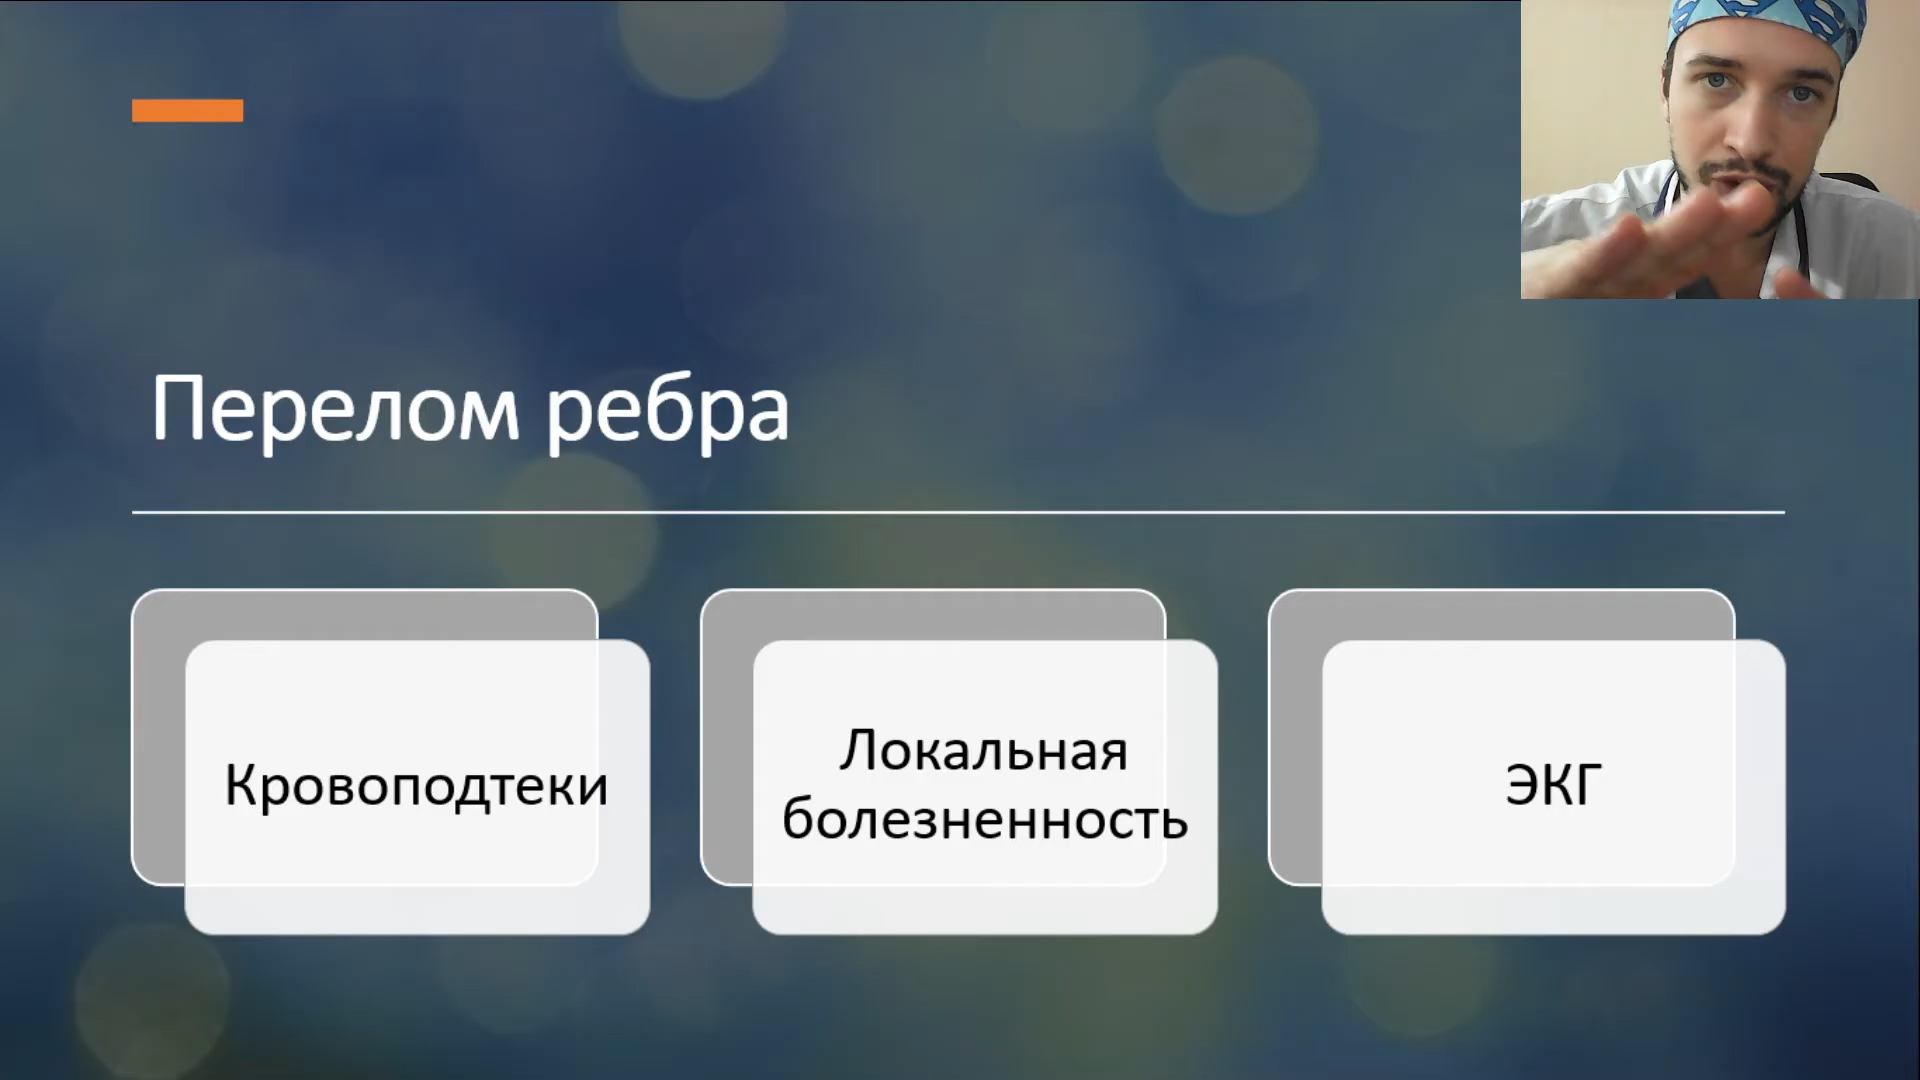 Перелом ребра
Кровоподтеки
Локальная
болезненность
ЭКГ